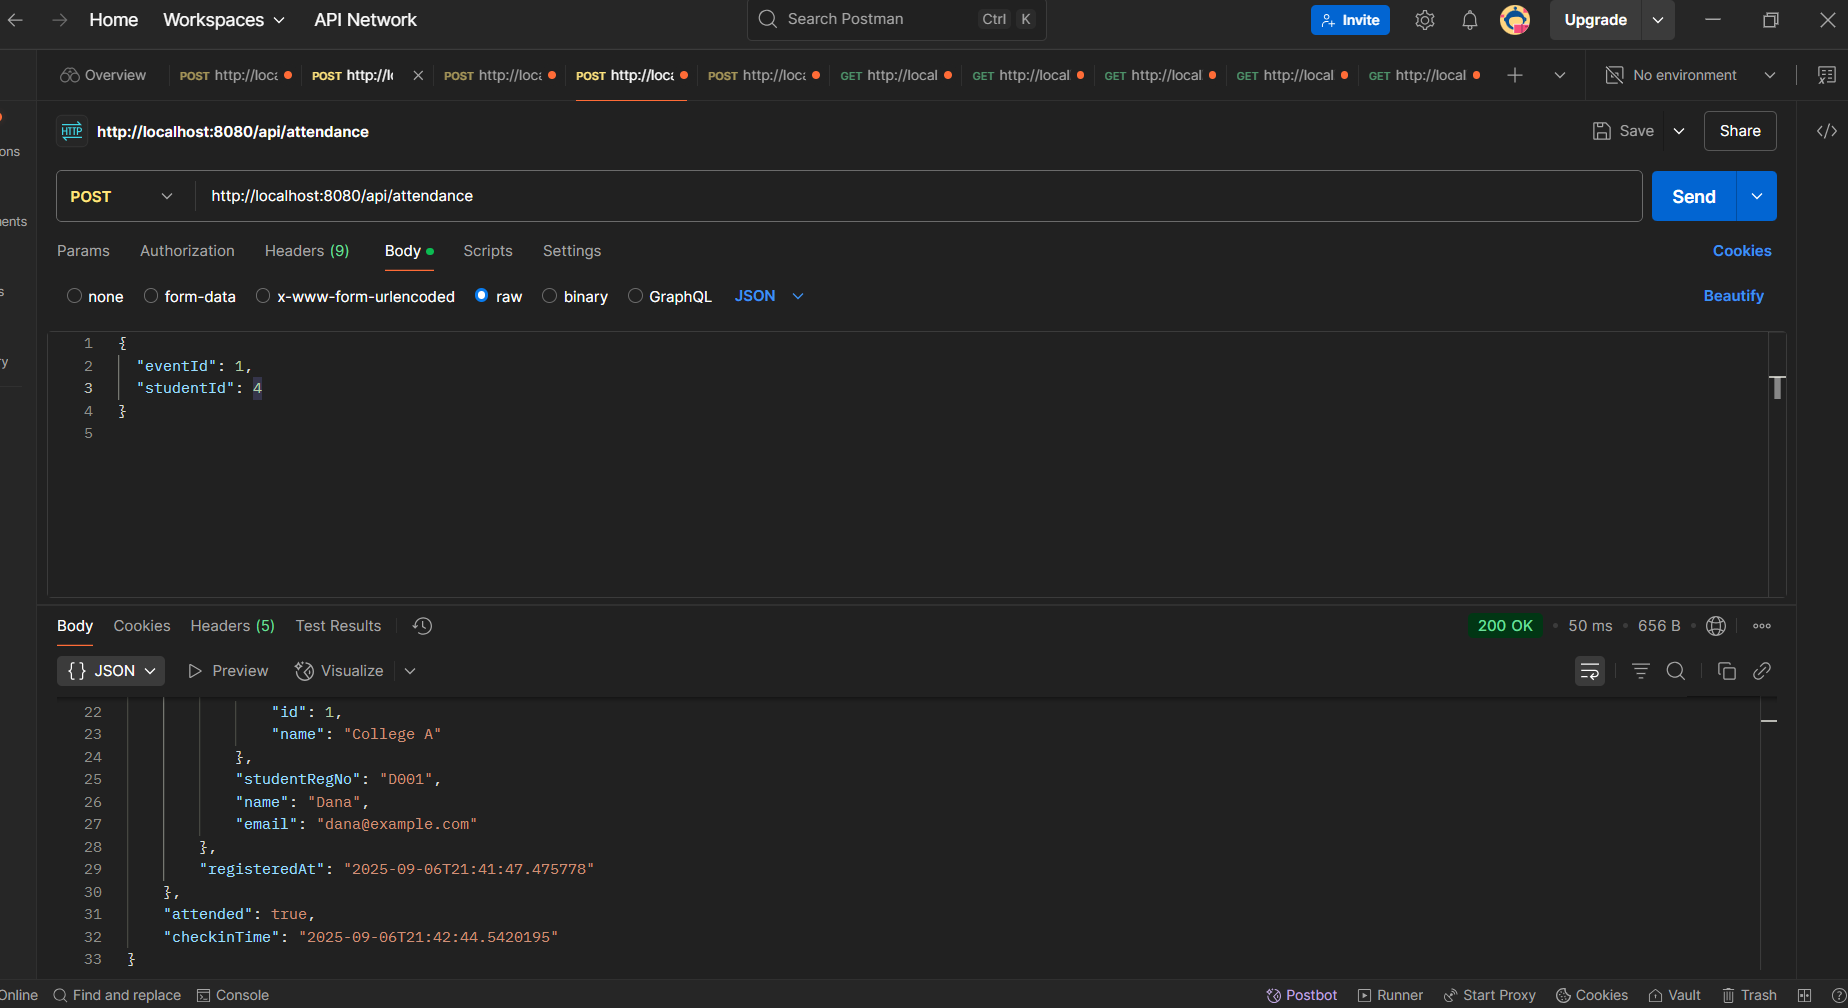 Home Workspaces API Network Search Postman Ctrl K Invite Upgrade
Overview POST http://loca POST http://l POST http://loca POST http://loca POST http://loca GET http://local GET http://local GET http://local GET http://local GET http://local No environment
HTTP http://localhost:8080/api/attendance Save Share
ons
POST http://localhost:8080/api/attendance Send
ents
Params Authorization Headers (9) Body Scripts Settings Cookies
s
none form-data x-www-form-urlencoded raw binary GraphQL JSON Beautify
1 {
2 "eventId": 1,
ry
3 "studentId": 4
4 }
5
Body Cookies Headers (5) Test Results 200 OK 50 ms 656 B
{} JSON Preview Visualize
22 "id": 1,
23 "name": "College A"
24 },
25 "studentRegNo": "D001",
26 "name": "Dana",
27 "email": "dana@example.com"
28 },
29 "registeredAt": "2025-09-06T21:41:47.475778"
30 },
31 "attended": true,
32 "checkinTime": "2025-09-06T21:42:44.5420195"
33 }
Online Find and replace Console Postbot Runner Start Proxy Cookies Vault Trash